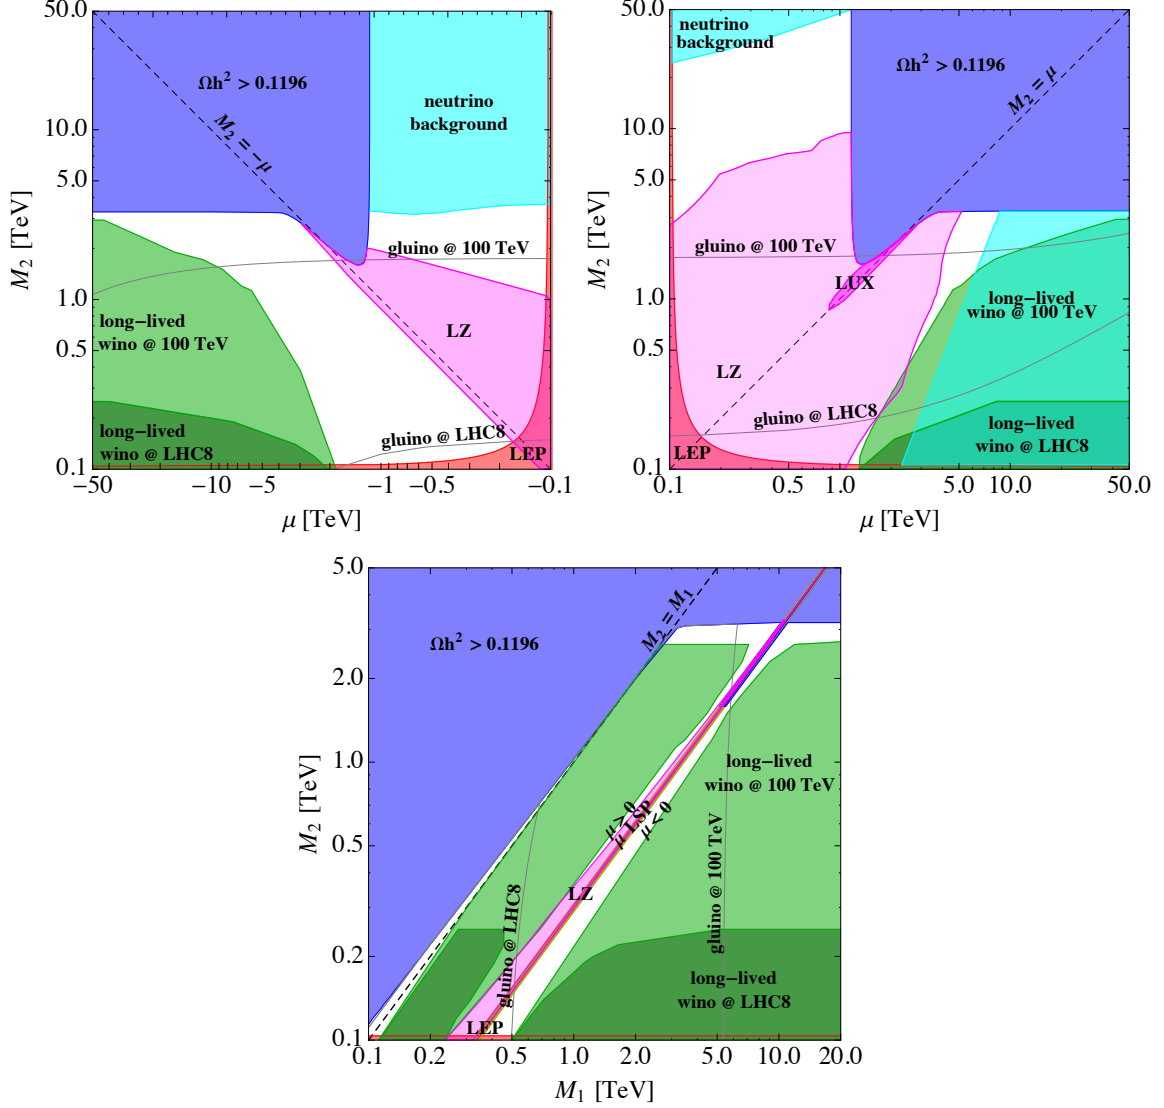 50.0
10.0
5.0
1.0
0.5
0.1
M₂ [TeV]
Ωh² > 0.1196
M₂ = −μ
neutrino
background
gluino @ 100 TeV
long−lived
wino @ 100 TeV
LZ
long−lived
wino @ LHC8
gluino @ LHC8
LEP
−50
−10
−5
−1
−0.5
−0.1
μ [TeV]
50.0
10.0
5.0
1.0
0.5
0.1
M₂ [TeV]
neutrino
background
Ωh² > 0.1196
M₂ = μ
gluino @ 100 TeV
LUX
long−lived
wino @ 100 TeV
LZ
gluino @ LHC8
LEP
long−lived
wino @ LHC8
0.1
0.5
1.0
5.0
10.0
50.0
μ [TeV]
5.0
2.0
1.0
0.5
0.2
0.1
M₂ [TeV]
Ωh² > 0.1196
M₂ = M₁
long−lived
wino @ 100 TeV
μ > 0
μ LSP
μ < 0
LZ
gluino @ LHC8
gluino @ 100 TeV
long−lived
wino @ LHC8
LEP
0.1
0.2
0.5
1.0
2.0
5.0
10.0
20.0
M₁ [TeV]